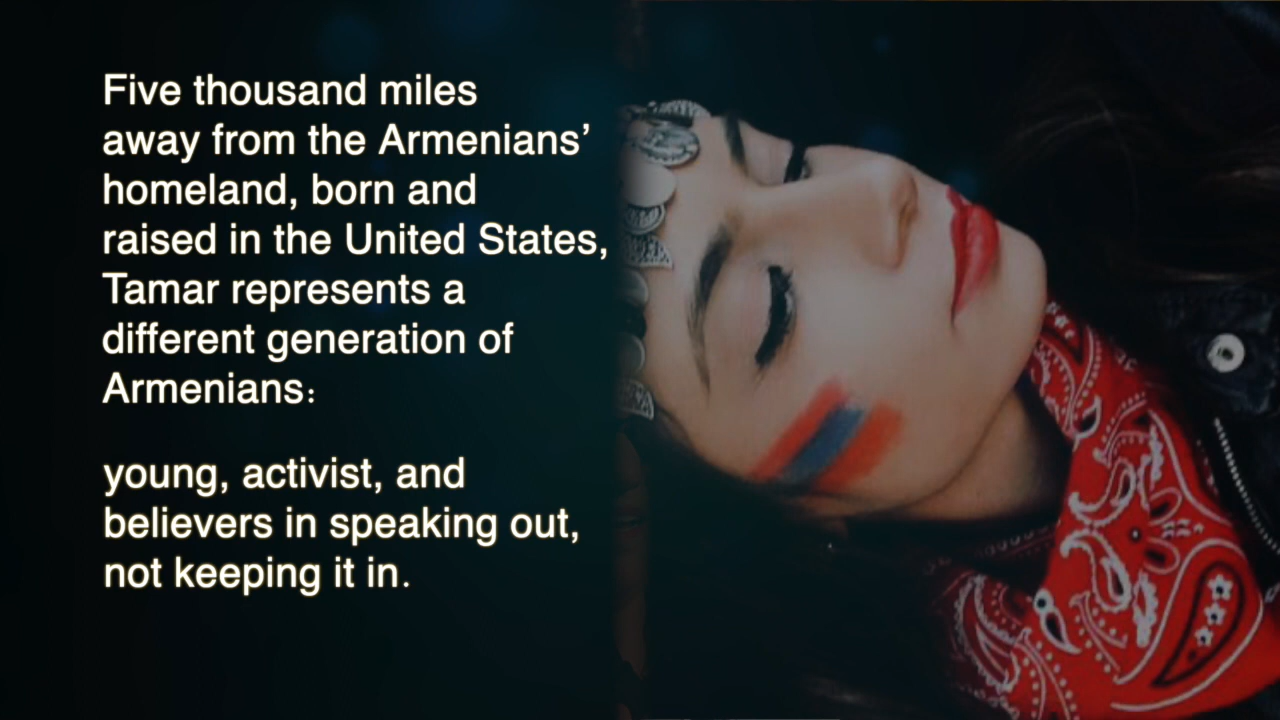 Five thousand miles
away from the Armenians’
homeland, born and
raised in the United States,
Tamar represents a
different generation of
Armenians:
young, activist, and
believers in speaking out,
not keeping it in.